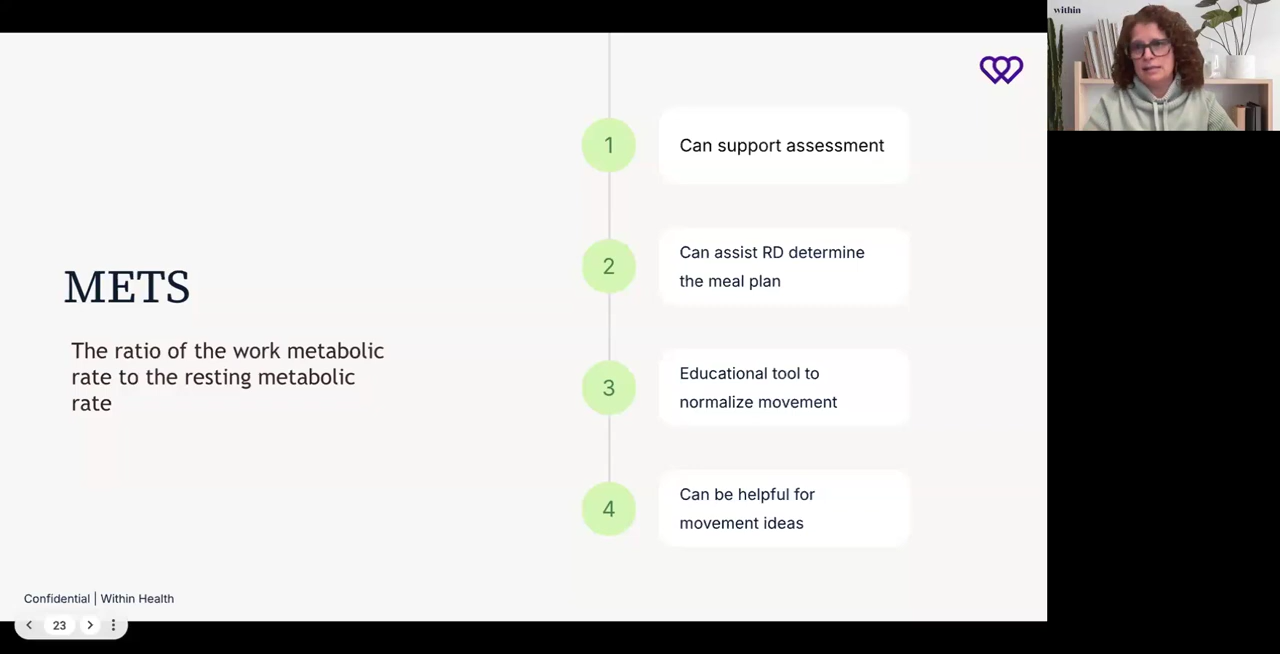 within
METS
The ratio of the work metabolic
rate to the resting metabolic
rate
1
Can support assessment
2
Can assist RD determine
the meal plan
3
Educational tool to
normalize movement
4
Can be helpful for
movement ideas
Confidential | Within Health
23